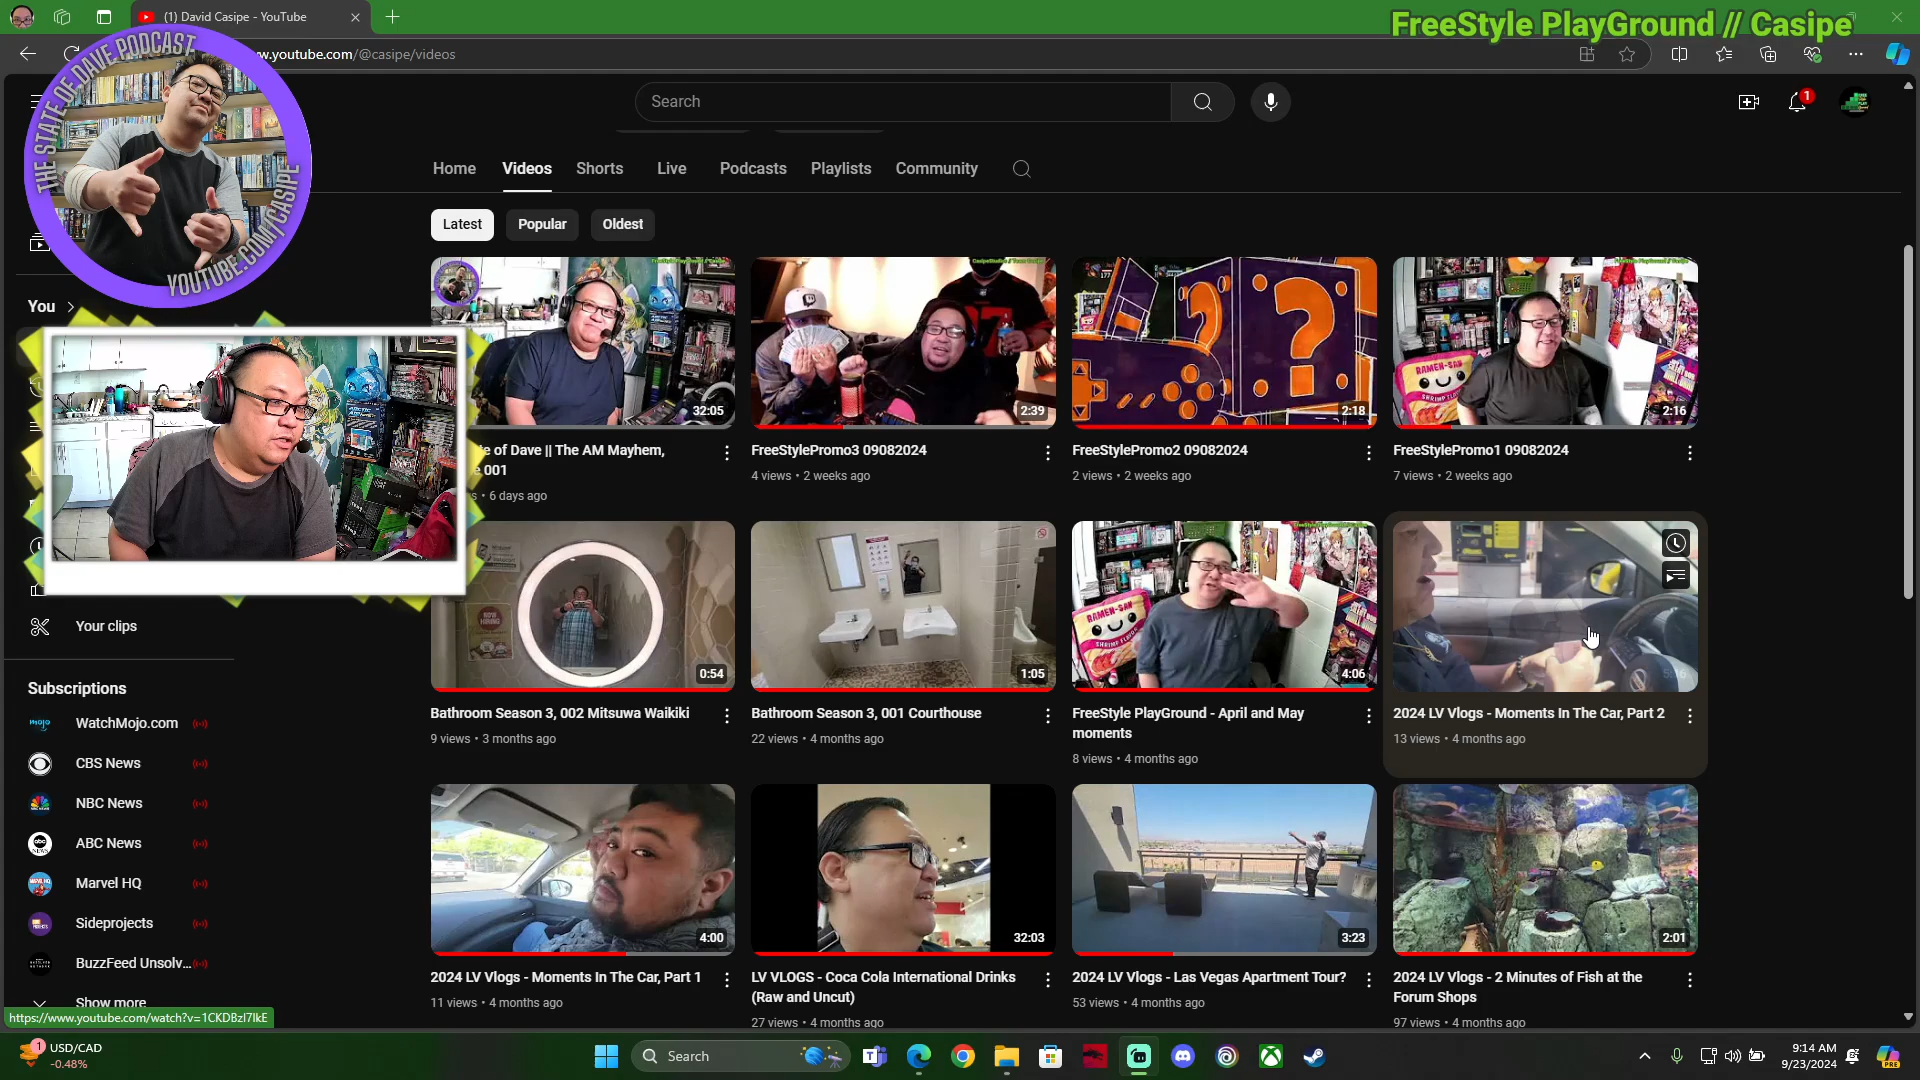 (1) David Casipe - YouTube
FreeStyle PlayGround // Casipe
w.youtube.com/@casipe/videos
THE STATE OF DAVE PODCAST
YOUTUBE.COM/CASIPE
Search
1
Home Videos Shorts Live Podcasts Playlists Community
Latest Popular Oldest
You
32:05
2:39
2:18
2:16
e of Dave || The AM Mayhem,
001
6 days ago
FreeStylePromo3 09082024
4 views • 2 weeks ago
FreeStylePromo2 09082024
2 views • 2 weeks ago
FreeStylePromo1 09082024
7 views • 2 weeks ago
RAMEN-SAN
SHRIMP FLAVOR
0:54
1:05
4:06
Bathroom Season 3, 002 Mitsuwa Waikiki
9 views • 3 months ago
Bathroom Season 3, 001 Courthouse
22 views • 4 months ago
FreeStyle PlayGround - April and May
moments
8 views • 4 months ago
2024 LV Vlogs - Moments In The Car, Part 2
13 views • 4 months ago
Your clips
Subscriptions
WatchMojo.com
CBS News
NBC News
ABC News
Marvel HQ
Sideprojects
BuzzFeed Unsolv...
Show more
4:00
32:03
3:23
2:01
2024 LV Vlogs - Moments In The Car, Part 1
11 views • 4 months ago
LV VLOGS - Coca Cola International Drinks
(Raw and Uncut)
27 views • 4 months ago
2024 LV Vlogs - Las Vegas Apartment Tour?
53 views • 4 months ago
2024 LV Vlogs - 2 Minutes of Fish at the
Forum Shops
97 views • 4 months ago
https://www.youtube.com/watch?v=1CKDBzI7IkE
1
USD/CAD
-0.48%
Search
9:14 AM
9/23/2024